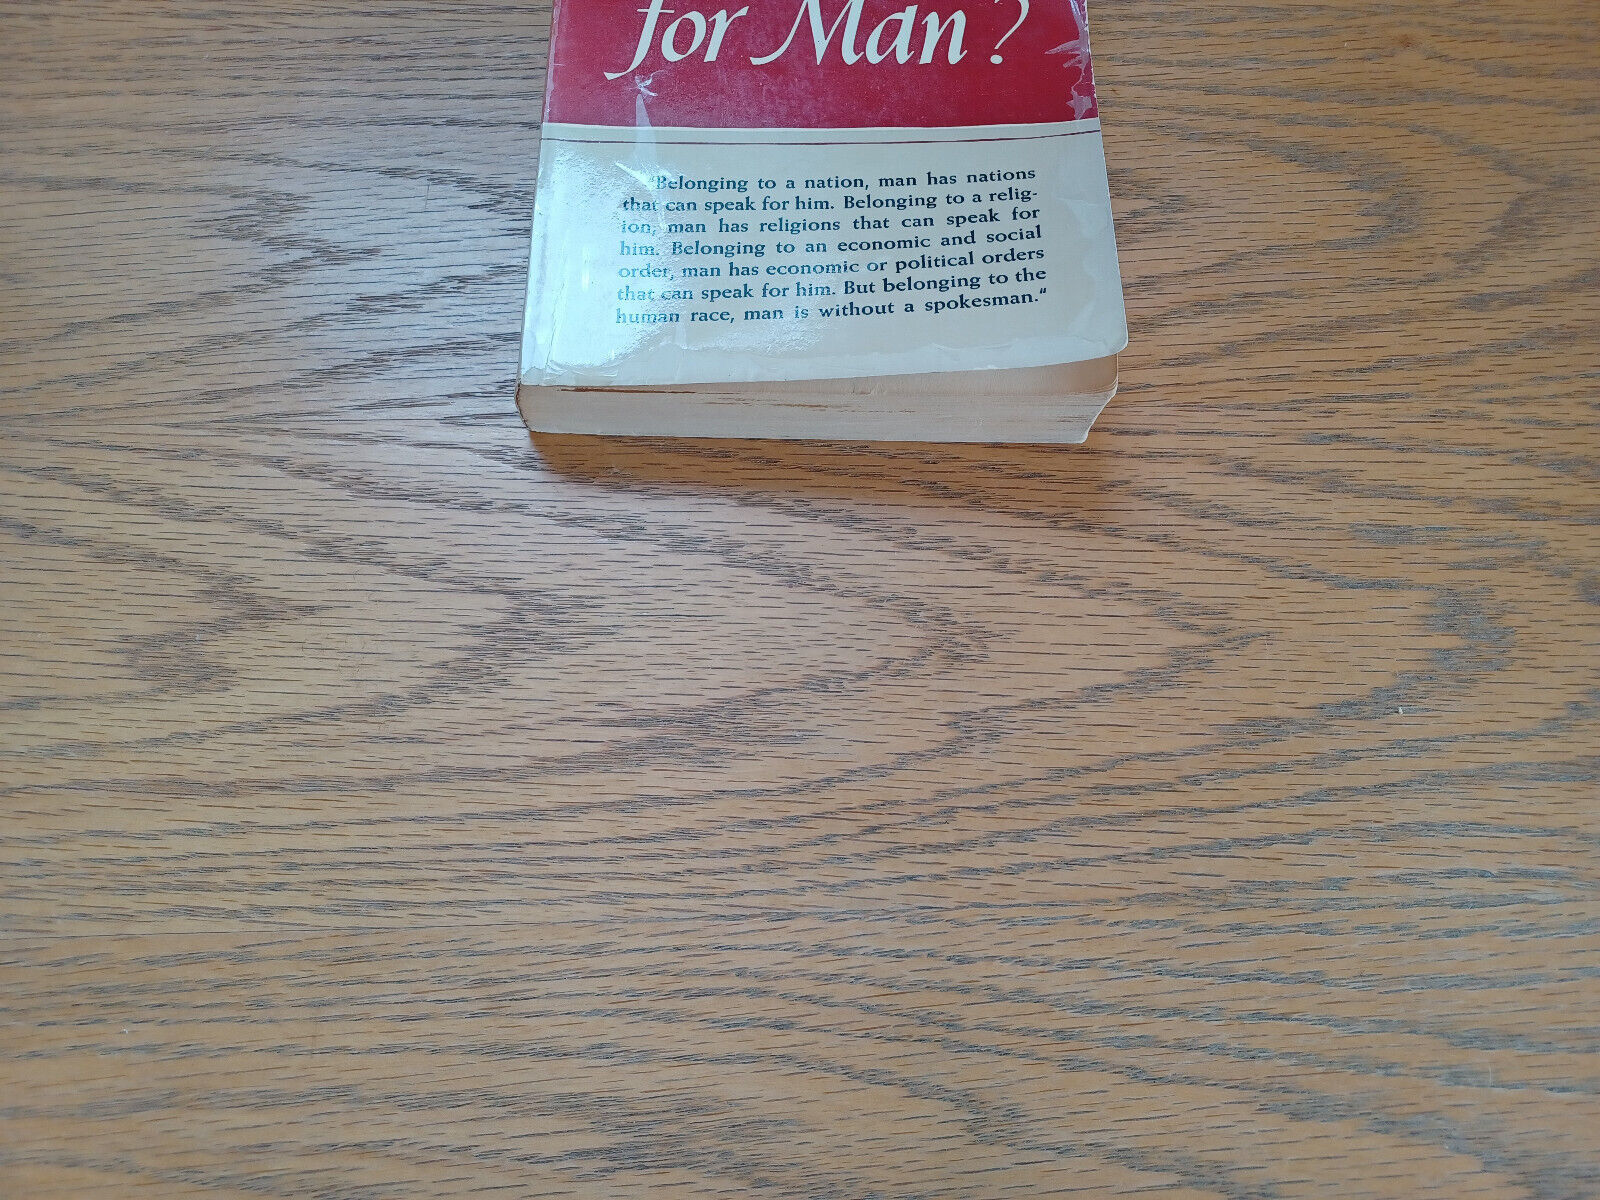 for Man?
"Belonging to a nation, man has nations
that can speak for him. Belonging to a relig-
ion, man has religions that can speak for
him. Belonging to an economic and social
order, man has economic or political orders
that can speak for him. But belonging to the
human race, man is without a spokesman."